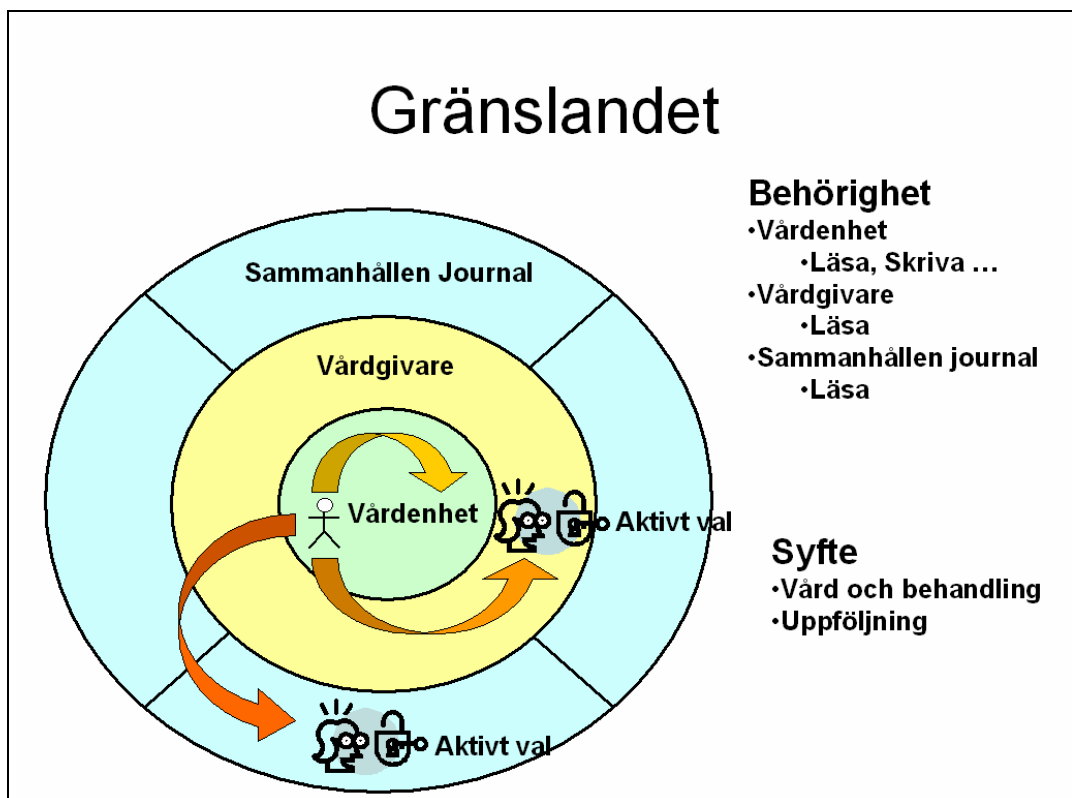 Gränslandet
Sammanhållen Journal
Vårdgivare
Vårdenhet
Aktivt val
Aktivt val
Behörighet
•Vårdenhet
•Läsa, Skriva ...
•Vårdgivare
•Läsa
•Sammanhållen journal
•Läsa
Syfte
•Vård och behandling
•Uppföljning